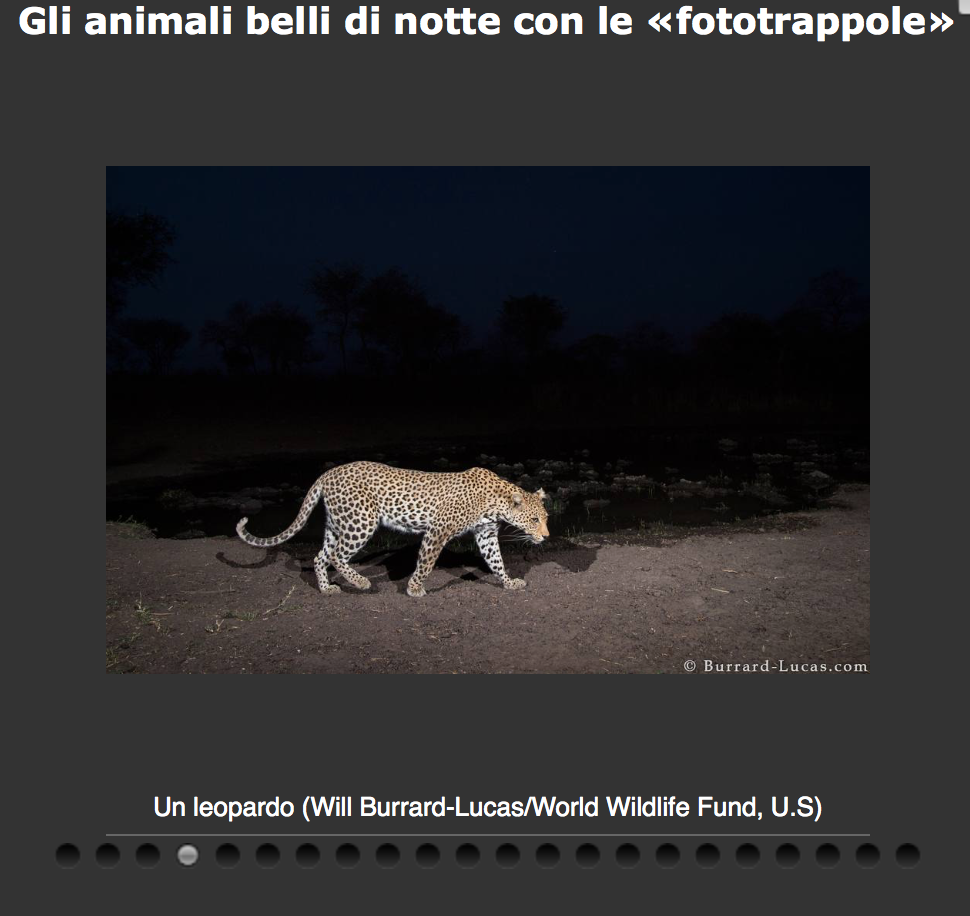 Gli animali belli di notte con le «fototrappole»
© Burrard-Lucas.com
Un leopardo (Will Burrard-Lucas/World Wildlife Fund, U.S)